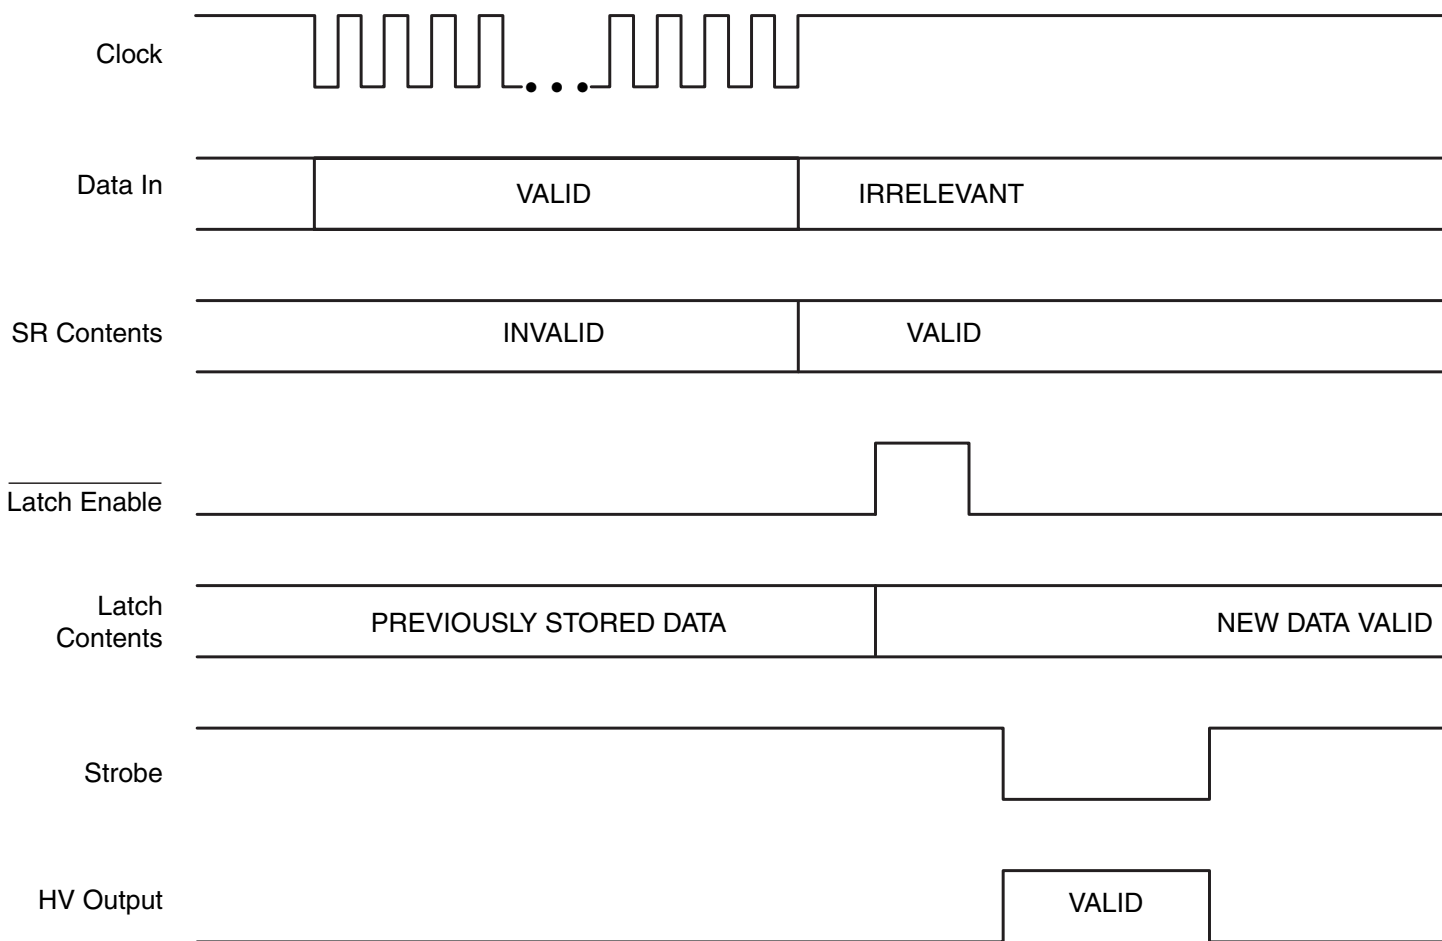 Clock
Data In
VALID
IRRELEVANT
SR Contents
INVALID
VALID
Latch Enable
Latch
Contents
PREVIOUSLY STORED DATA
NEW DATA VALID
Strobe
HV Output
VALID